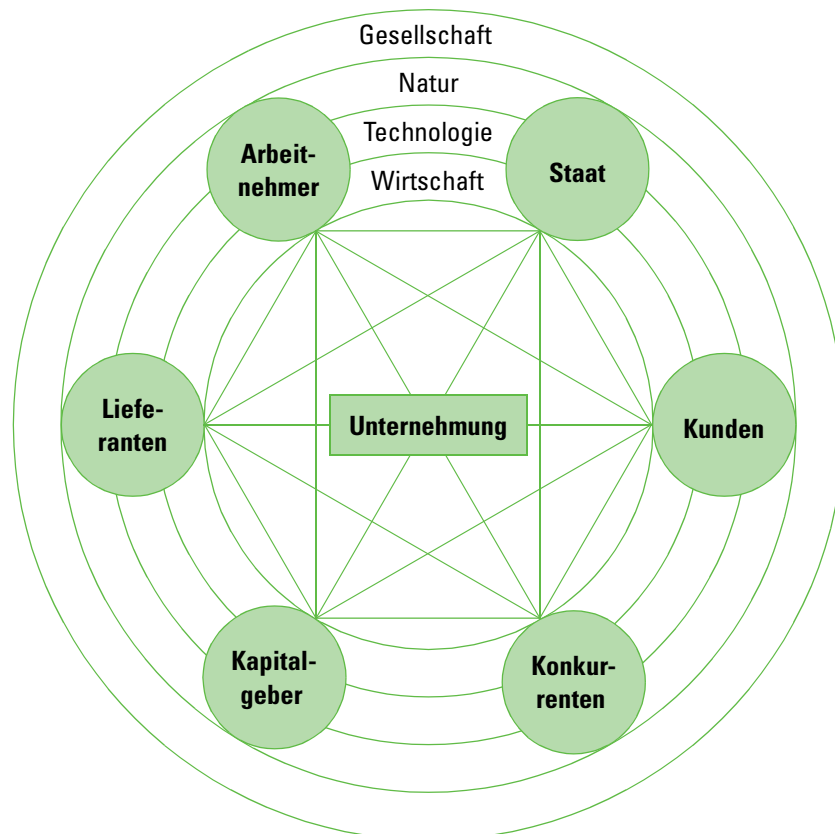 Gesellschaft
Natur
Technologie
Wirtschaft
Arbeit-
nehmer
Staat
Liefe-
ranten
Unternehmung
Kunden
Kapital-
geber
Konkur-
renten